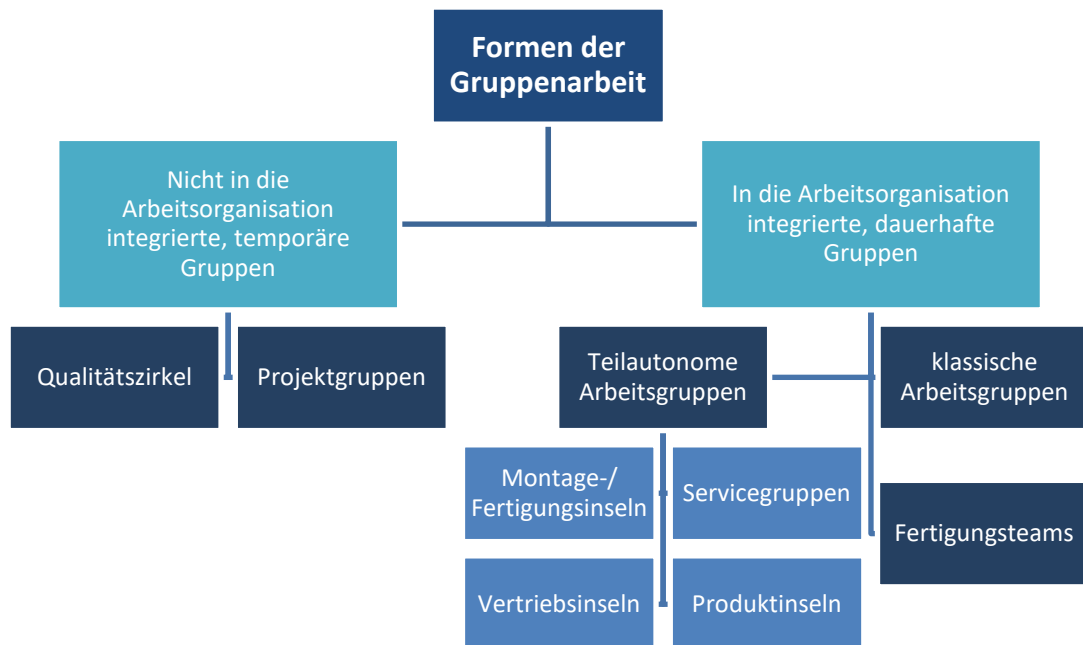 Formen der
Gruppenarbeit
Nicht in die
Arbeitsorganisation
integrierte, temporäre
Gruppen
In die Arbeitsorganisation
integrierte, dauerhafte
Gruppen
Qualitätszirkel
Projektgruppen
Teilautonome
Arbeitsgruppen
klassische
Arbeitsgruppen
Montage-/
Fertigungsinseln
Servicegruppen
Fertigungsteams
Vertriebsinseln
Produktinseln